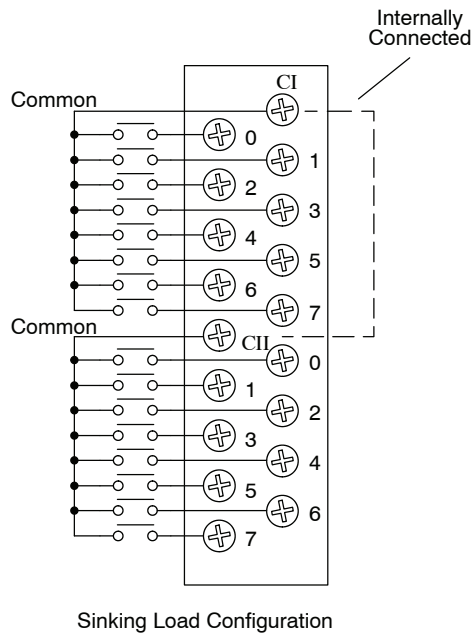 Internally
Connected
CI
Common
0
1
2
3
4
5
6
7
Common
CII
0
1
2
3
4
5
6
7
Sinking Load Configuration